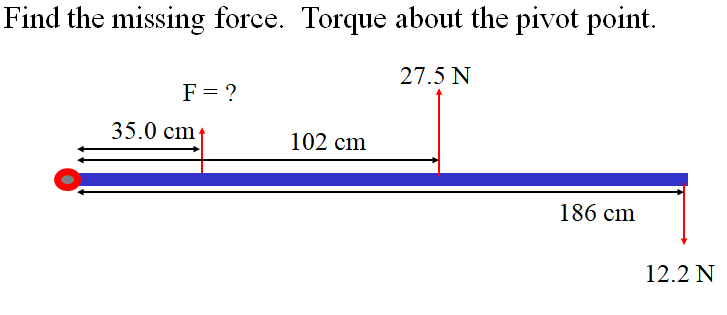 Find the missing force.  Torque about the pivot point.
27.5 N
F = ?
35.0 cm
102 cm
186 cm
12.2 N